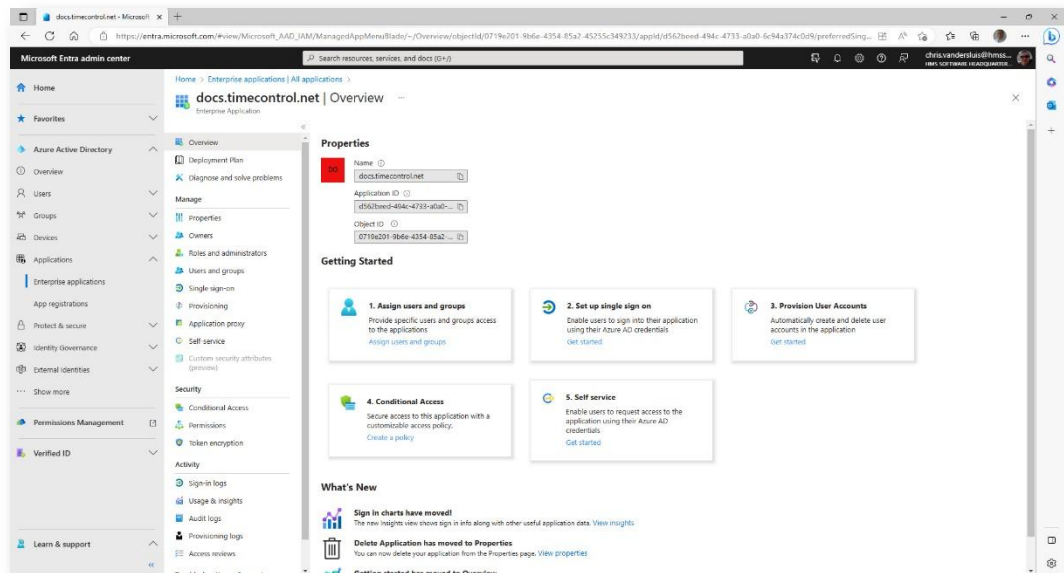 docs.timecontrol.net - Microsoft
https://entra.microsoft.com/#view/Microsoft_AAD_IAM/ManagedAppMenuBlade/~/Overview/objectId/0719e201-9b6e-4354-85a2-45255c349233/appId/d562beed-494c-4733-a0a0-6c94a374c0d9/preferredSing...
Microsoft Entra admin center
Search resources, services, and docs (G+/)
chris.vandersluis@hmss...
HMS SOFTWARE HEADQUARTER...
Home > Enterprise applications | All applications >
docs.timecontrol.net | Overview ...
Enterprise Application
Home
Favorites
Azure Active Directory
Overview
Users
Groups
Devices
Applications
Enterprise applications
App registrations
Protect & secure
Identity Governance
External Identities
Show more
Permissions Management
Verified ID
Learn & support
Overview
Deployment Plan
Diagnose and solve problems
Manage
Properties
Owners
Roles and administrators
Users and groups
Single sign-on
Provisioning
Application proxy
Self-service
Custom security attributes
(preview)
Security
Conditional Access
Permissions
Token encryption
Activity
Sign-in logs
Usage & insights
Audit logs
Provisioning logs
Access reviews
Properties
DO
Name
docs.timecontrol.net
Application ID
d562beed-494c-4733-a0a0-...
Object ID
0719e201-9b6e-4354-85a2-...
Getting Started
1. Assign users and groups
Provide specific users and groups access
to the applications
Assign users and groups
2. Set up single sign on
Enable users to sign into their application
using their Azure AD credentials
Get started
3. Provision User Accounts
Automatically create and delete user
accounts in the application
Get started
4. Conditional Access
Secure access to this application with a
customizable access policy.
Create a policy
5. Self service
Enable users to request access to the
application using their Azure AD
credentials
Get started
What's New
Sign in charts have moved!
The new Insights view shows sign in info along with other useful application data. View insights
Delete Application has moved to Properties
You can now delete your application from the Properties page. View properties
Getting started has moved to Overview